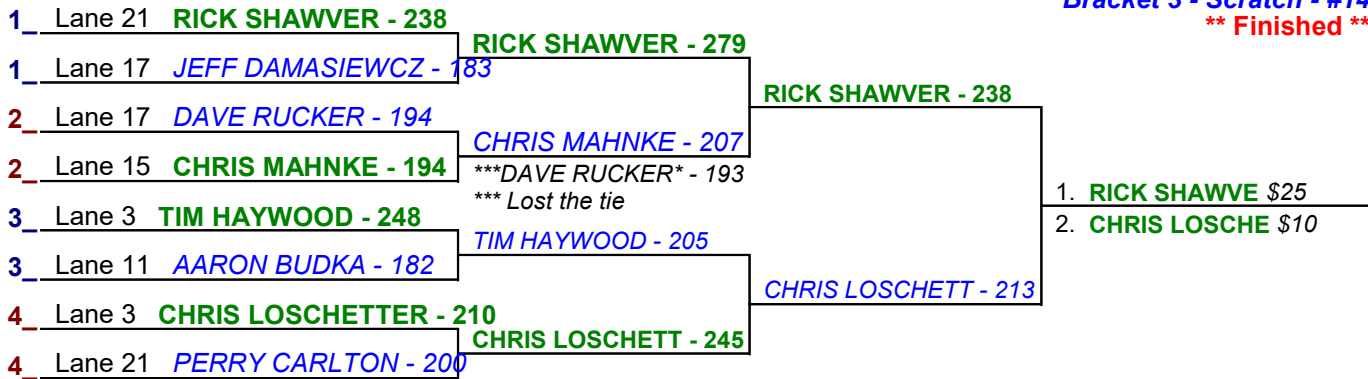 Bracket 3 - Scratch - #14
** Finished **
1_ Lane 21 RICK SHAWVER - 238
RICK SHAWVER - 279
1_ Lane 17 JEFF DAMASIEWCZ - 183
RICK SHAWVER - 238
2_ Lane 17 DAVE RUCKER - 194
CHRIS MAHNKE - 207
2_ Lane 15 CHRIS MAHNKE - 194
***DAVE RUCKER* - 193
*** Lost the tie
1. RICK SHAWVE $25
2. CHRIS LOSCHE $10
3_ Lane 3 TIM HAYWOOD - 248
TIM HAYWOOD - 205
3_ Lane 11 AARON BUDKA - 182
CHRIS LOSCHETT - 213
4_ Lane 3 CHRIS LOSCHETTER - 210
CHRIS LOSCHETT - 245
4_ Lane 21 PERRY CARLTON - 200